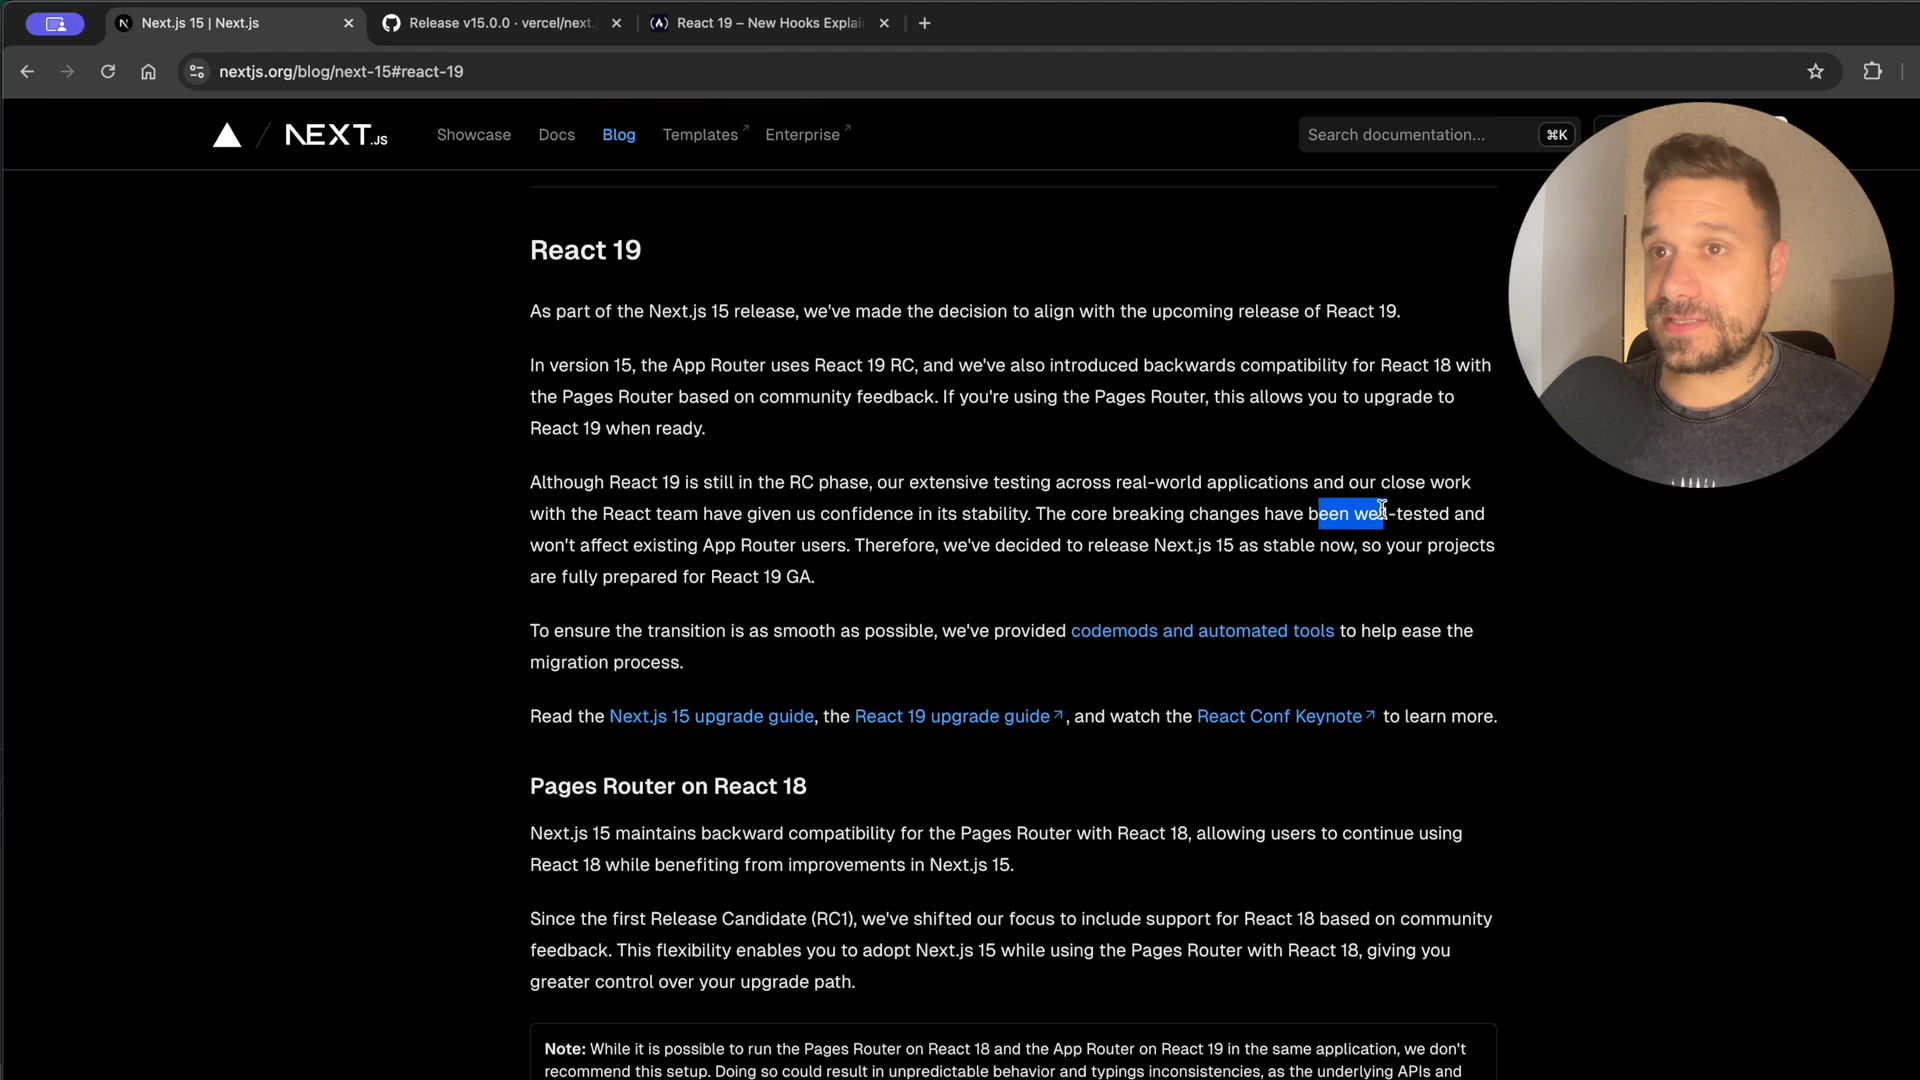 Next.js 15 | Next.js
Release v15.0.0 · vercel/next.
React 19 – New Hooks Explai
nextjs.org/blog/next-15#react-19
NEXT.JS
Showcase
Docs
Blog
Templates
Enterprise
Search documentation...
⌘K
React 19
As part of the Next.js 15 release, we've made the decision to align with the upcoming release of React 19.
In version 15, the App Router uses React 19 RC, and we've also introduced backwards compatibility for React 18 with
the Pages Router based on community feedback. If you're using the Pages Router, this allows you to upgrade to
React 19 when ready.
Although React 19 is still in the RC phase, our extensive testing across real-world applications and our close work
with the React team have given us confidence in its stability. The core breaking changes have been well-tested and
won't affect existing App Router users. Therefore, we've decided to release Next.js 15 as stable now, so your projects
are fully prepared for React 19 GA.
To ensure the transition is as smooth as possible, we've provided codemods and automated tools to help ease the
migration process.
Read the Next.js 15 upgrade guide, the React 19 upgrade guide↗, and watch the React Conf Keynote↗ to learn more.
Pages Router on React 18
Next.js 15 maintains backward compatibility for the Pages Router with React 18, allowing users to continue using
React 18 while benefiting from improvements in Next.js 15.
Since the first Release Candidate (RC1), we've shifted our focus to include support for React 18 based on community
feedback. This flexibility enables you to adopt Next.js 15 while using the Pages Router with React 18, giving you
greater control over your upgrade path.
Note: While it is possible to run the Pages Router on React 18 and the App Router on React 19 in the same application, we don't
recommend this setup. Doing so could result in unpredictable behavior and typings inconsistencies, as the underlying APIs and